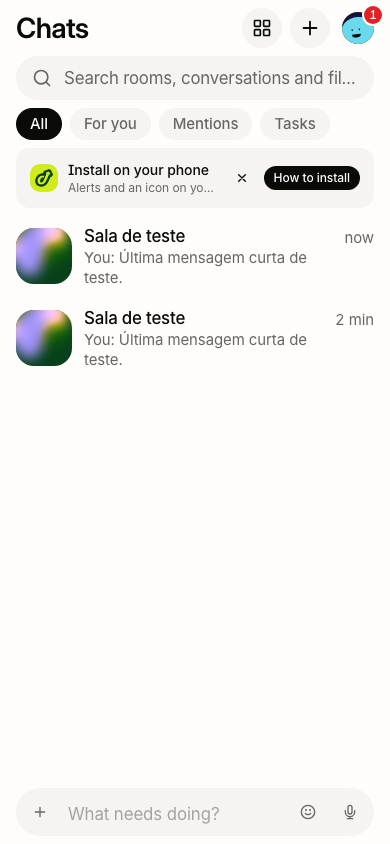 Chats
1
Search rooms, conversations and fil...
All
For you
Mentions
Tasks
Install on your phone
Alerts and an icon on yo...
How to install
Sala de teste
now
You: Última mensagem curta de
teste.
Sala de teste
2 min
You: Última mensagem curta de
teste.
What needs doing?